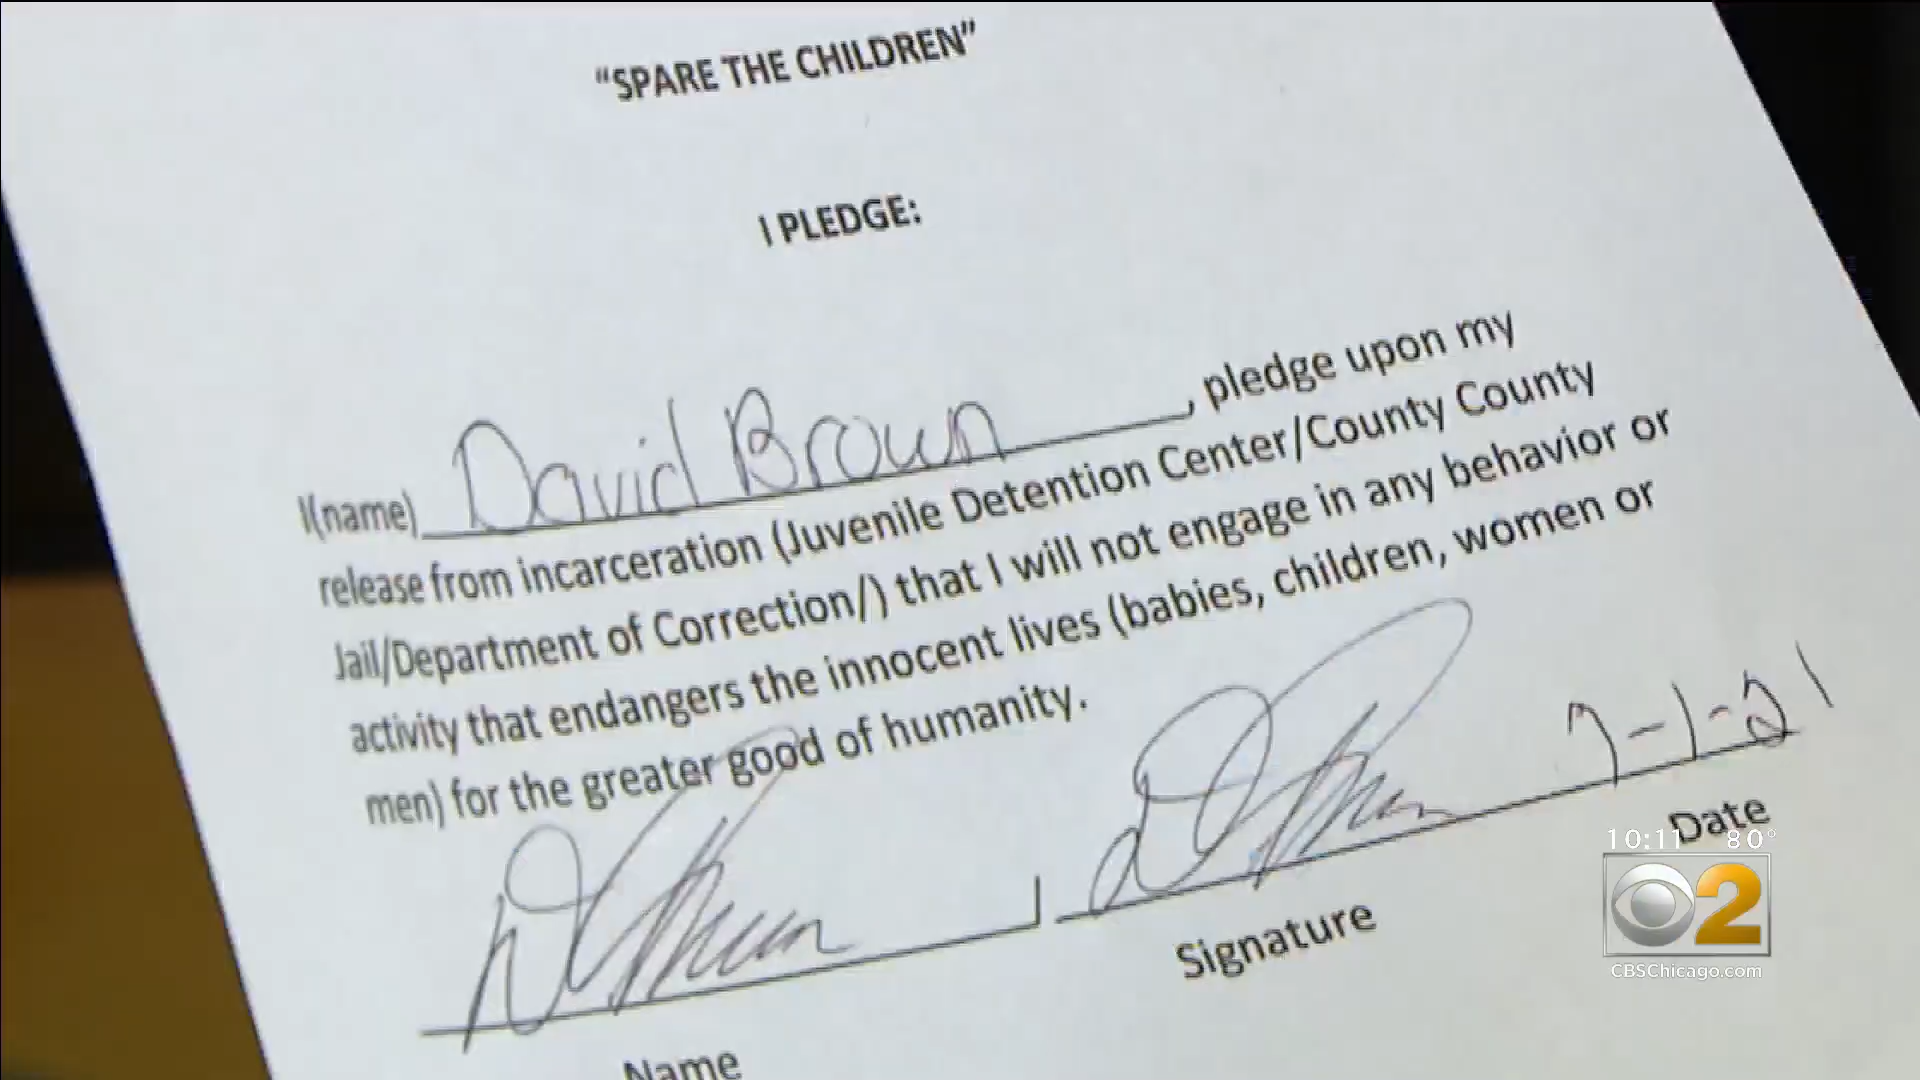 “SPARE THE CHILDREN”
I PLEDGE:
I(name) David Brown, pledge upon my
release from incarceration (Juvenile Detention Center/County County
Jail/Department of Correction/) that I will not engage in any behavior or
activity that endangers the innocent lives (babies, children, women or
men) for the greater good of humanity.
7-1-21
Date
Signature
Name
10:11 80°
2
CBSChicago.com